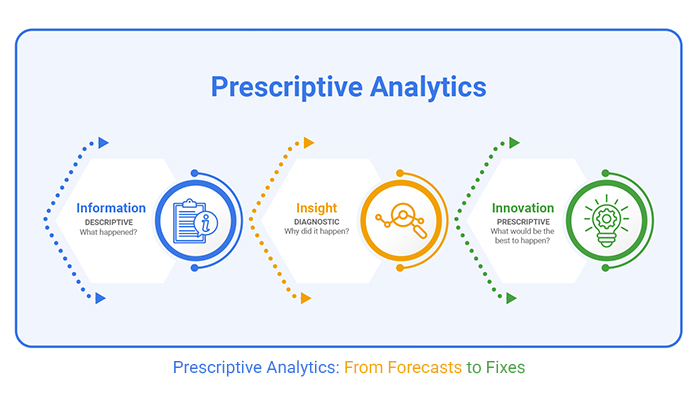 Prescriptive Analytics
Information
DESCRIPTIVE
What happened?
i
Insight
DIAGNOSTIC
Why did it happen?
Innovation
PRESCRIPTIVE
What would be the
best to happen?
Prescriptive Analytics: From Forecasts to Fixes